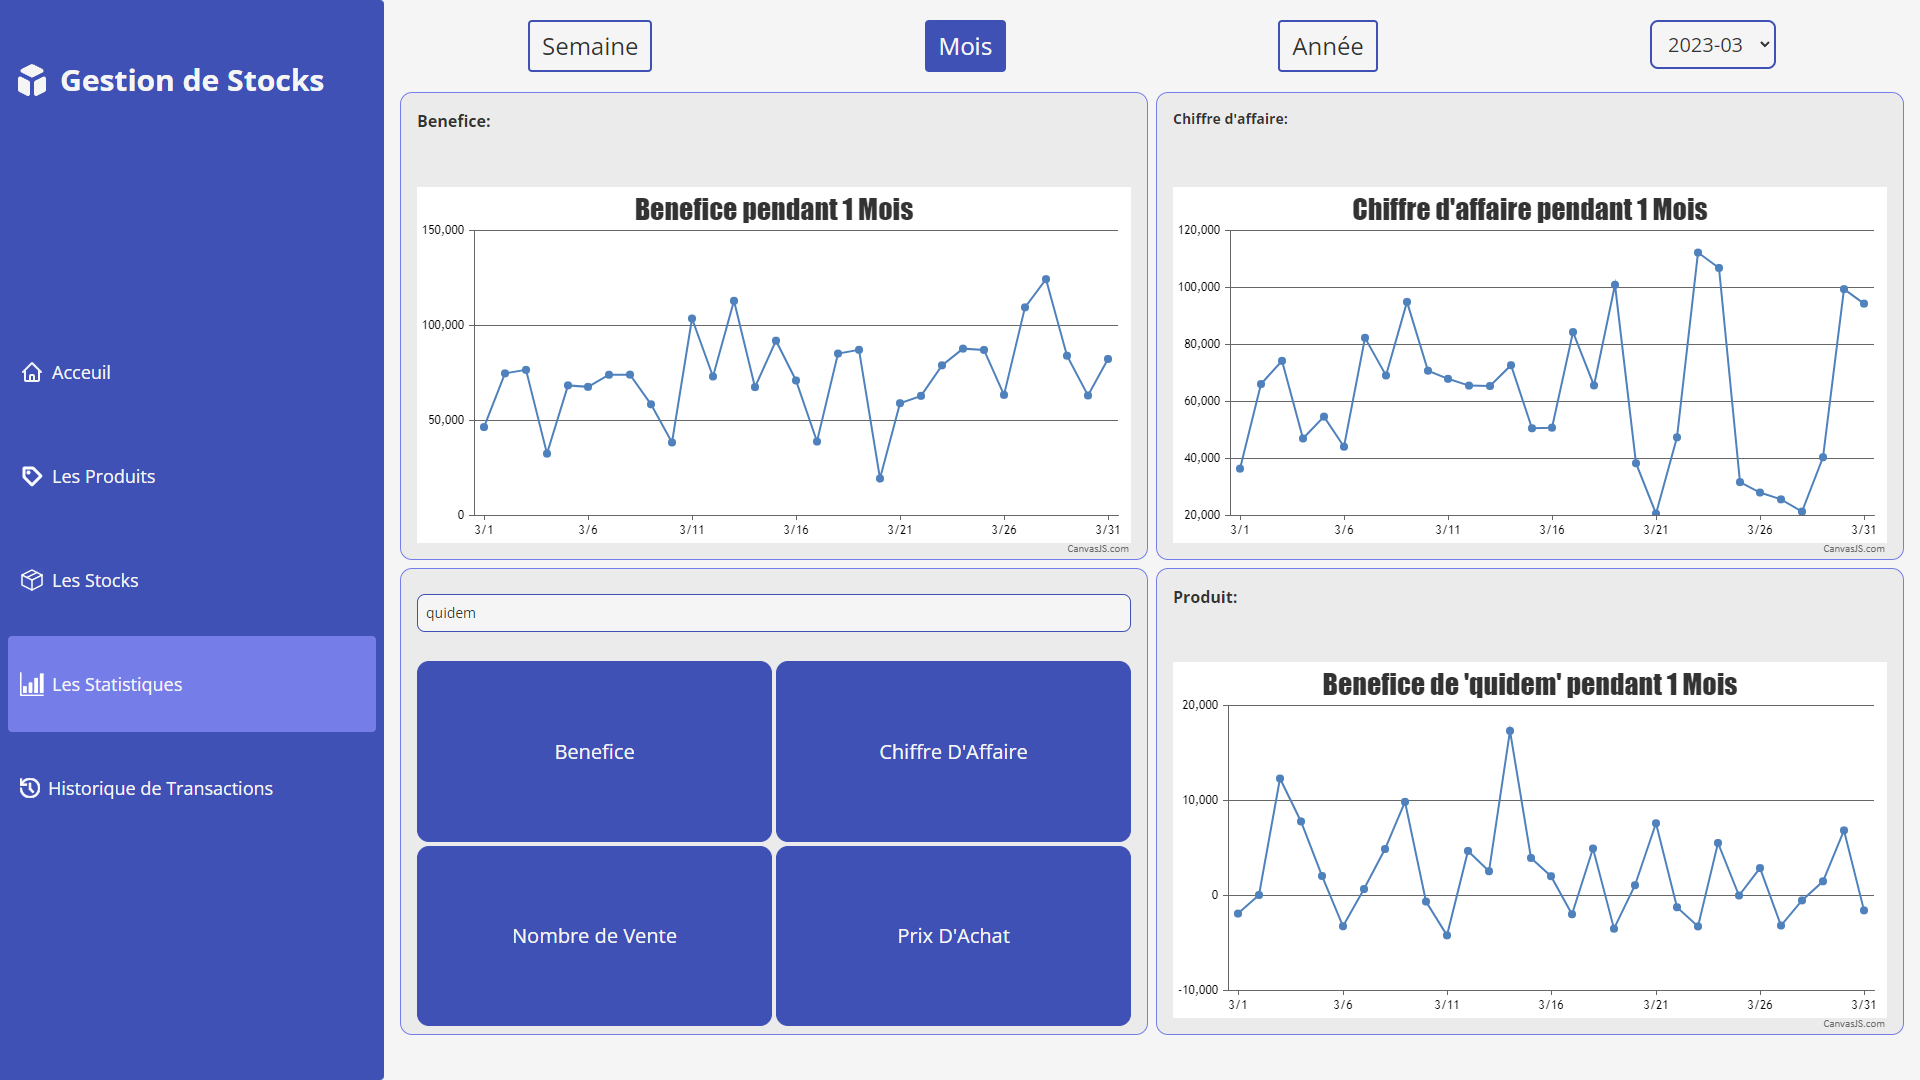 Gestion de Stocks
Acceuil
Les Produits
Les Stocks
Les Statistiques
Historique de Transactions
Semaine
Mois
Année
2023-03
Benefice:
Benefice pendant 1 Mois
150,000
100,000
50,000
0
3/1 3/6 3/11 3/16 3/21 3/26 3/31
CanvasJS.com
Chiffre d'affaire:
Chiffre d'affaire pendant 1 Mois
120,000
100,000
80,000
60,000
40,000
20,000
3/1 3/6 3/11 3/16 3/21 3/26 3/31
CanvasJS.com
quidem
Benefice
Chiffre D'Affaire
Nombre de Vente
Prix D'Achat
Produit:
Benefice de 'quidem' pendant 1 Mois
20,000
10,000
0
-10,000
3/1 3/6 3/11 3/16 3/21 3/26 3/31
CanvasJS.com